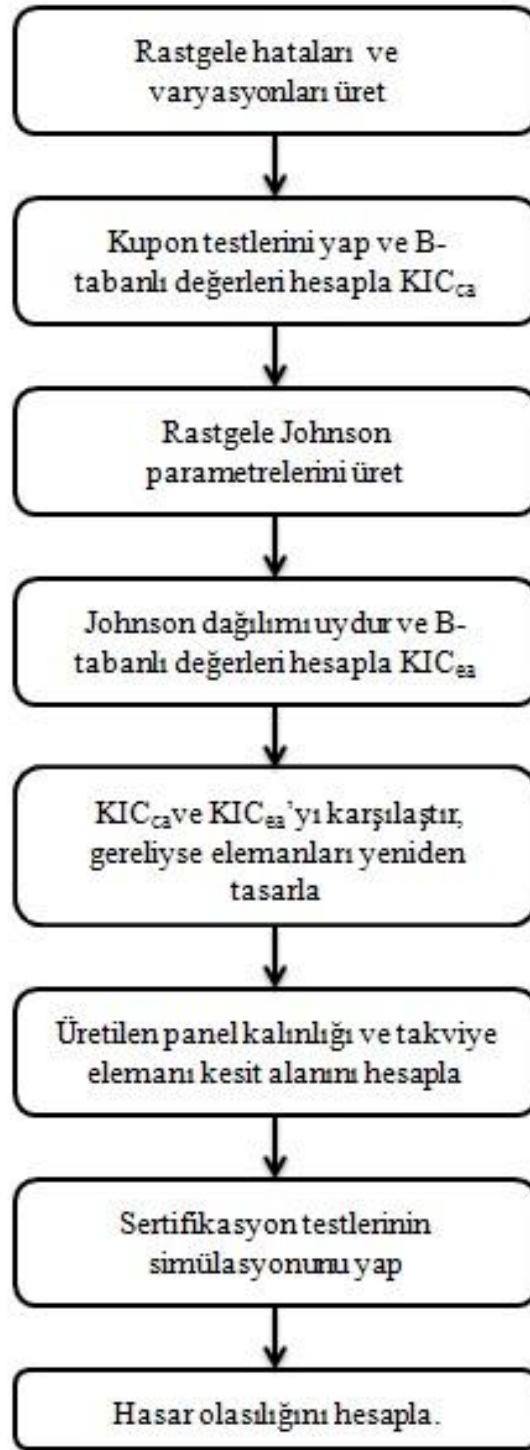 Rastgele hataları ve
varyasyonları üret
Kupon testlerini yap ve B-
tabanlı değerleri hesapla KIC_ca
Rastgele Johnson
parametrelerini üret
Johnson dağılımı uydur ve B-
tabanlı değerleri hesapla KIC_ea
KIC_ca ve KIC_ea'yı karşılaştır,
gereliyse elemanları yeniden
tasarla
Üretilen panel kalınlığı ve takviye
elemanı kesit alanını hesapla
Sertifikasyon testlerinin
simülasyonunu yap
Hasar olasılığını hesapla.